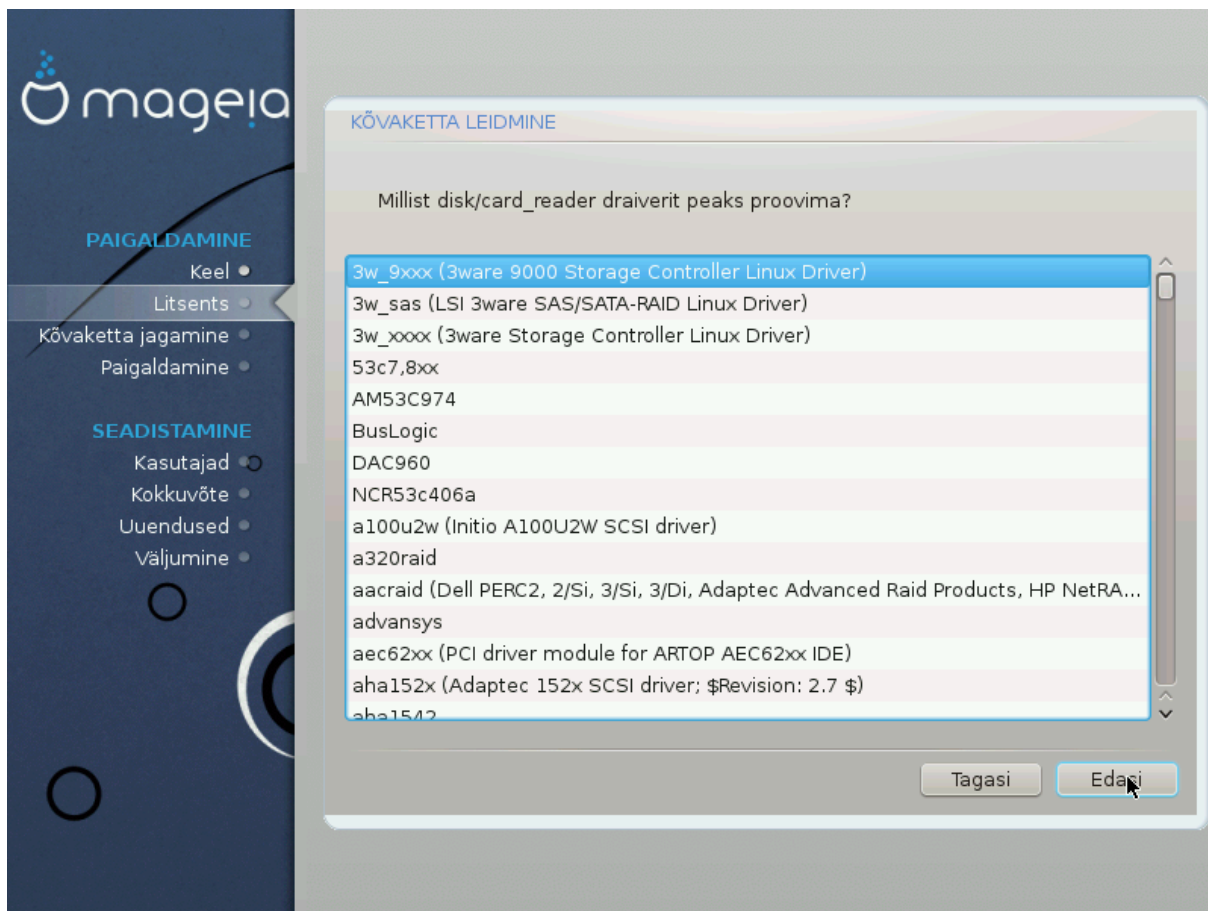 mageia
PAIGALDAMINE
Keel
Litsents
Kõvaketta jagamine
Paigaldamine
SEADISTAMINE
Kasutajad
Kokkuvõte
Uuendused
Väljumine
KÕVAKETTA LEIDMINE
Millist disk/card_reader draiverit peaks proovima?
3w_9xxx (3ware 9000 Storage Controller Linux Driver)
3w_sas (LSI 3ware SAS/SATA-RAID Linux Driver)
3w_xxxx (3ware Storage Controller Linux Driver)
53c7,8xx
AM53C974
BusLogic
DAC960
NCR53c406a
a100u2w (Initio A100U2W SCSI driver)
a320raid
aacraid (Dell PERC2, 2/Si, 3/Si, 3/Di, Adaptec Advanced Raid Products, HP NetRA...
advansys
aec62xx (PCI driver module for ARTOP AEC62xx IDE)
aha152x (Adaptec 152x SCSI driver; $Revision: 2.7 $)
aha1542
Tagasi
Edasi